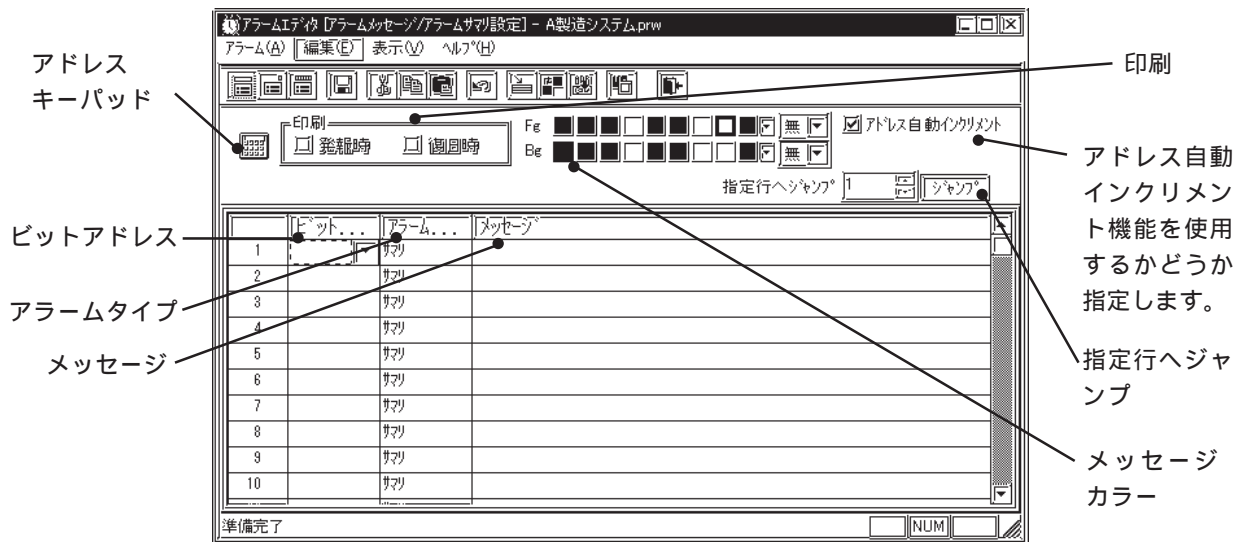 アラームエディタ [アラームメッセージ/アラームサマリ設定] - A製造システム.prw
アラーム(A) 編集(E) 表示(V) ヘルプ(H)
アドレス
キーパッド
印刷
印刷
発報時 復旧時
Fg 無
Bg 無
アドレス自動インクリメント
指定行へジャンプ 1 ジャンプ
アドレス自動
インクリメン
ト機能を使用
するかどうか
指定します。
ビットアドレス
アラームタイプ
メッセージ
ビット... アラーム... メッセージ
1 サマリ
2 サマリ
3 サマリ
4 サマリ
5 サマリ
6 サマリ
7 サマリ
8 サマリ
9 サマリ
10 サマリ
指定行へジャ
ンプ
メッセージ
カラー
準備完了 NUM